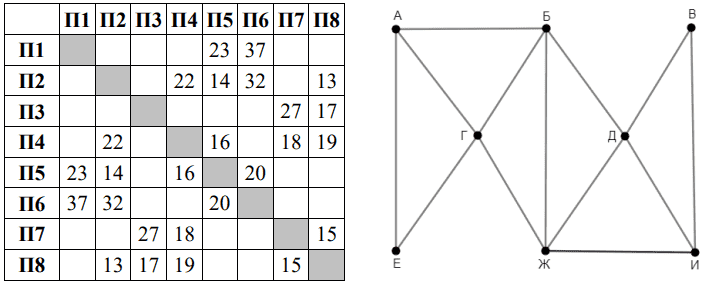 П1 П2 П3 П4 П5 П6 П7 П8
П1 23 37
П2 22 14 32 13
П3 27 17
П4 22 16 18 19
П5 23 14 16 20
П6 37 32 20
П7 27 18 15
П8 13 17 19 15
А Б В
Г Д
Е Ж И